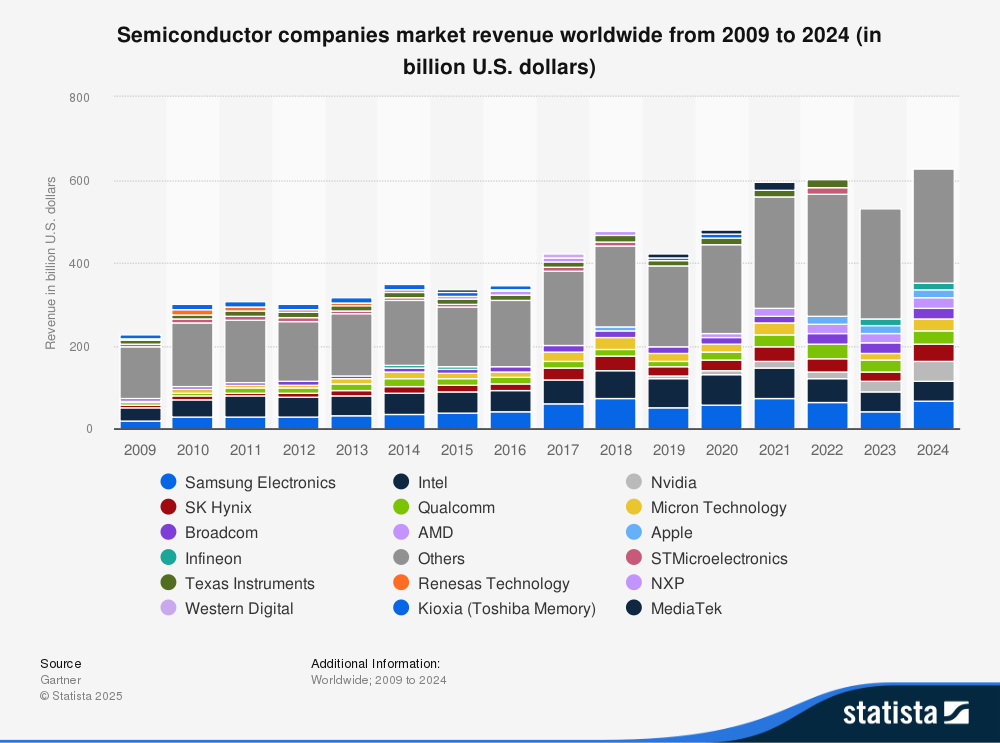 Semiconductor companies market revenue worldwide from 2009 to 2024 (in
billion U.S. dollars)
Revenue in billion U.S. dollars
800
600
400
200
0
2009 2010 2011 2012 2013 2014 2015 2016 2017 2018 2019 2020 2021 2022 2023 2024
Samsung Electronics Intel Nvidia
SK Hynix Qualcomm Micron Technology
Broadcom AMD Apple
Infineon Others STMicroelectronics
Texas Instruments Renesas Technology NXP
Western Digital Kioxia (Toshiba Memory) MediaTek
Source
Gartner
© Statista 2025
Additional Information:
Worldwide; 2009 to 2024
statista